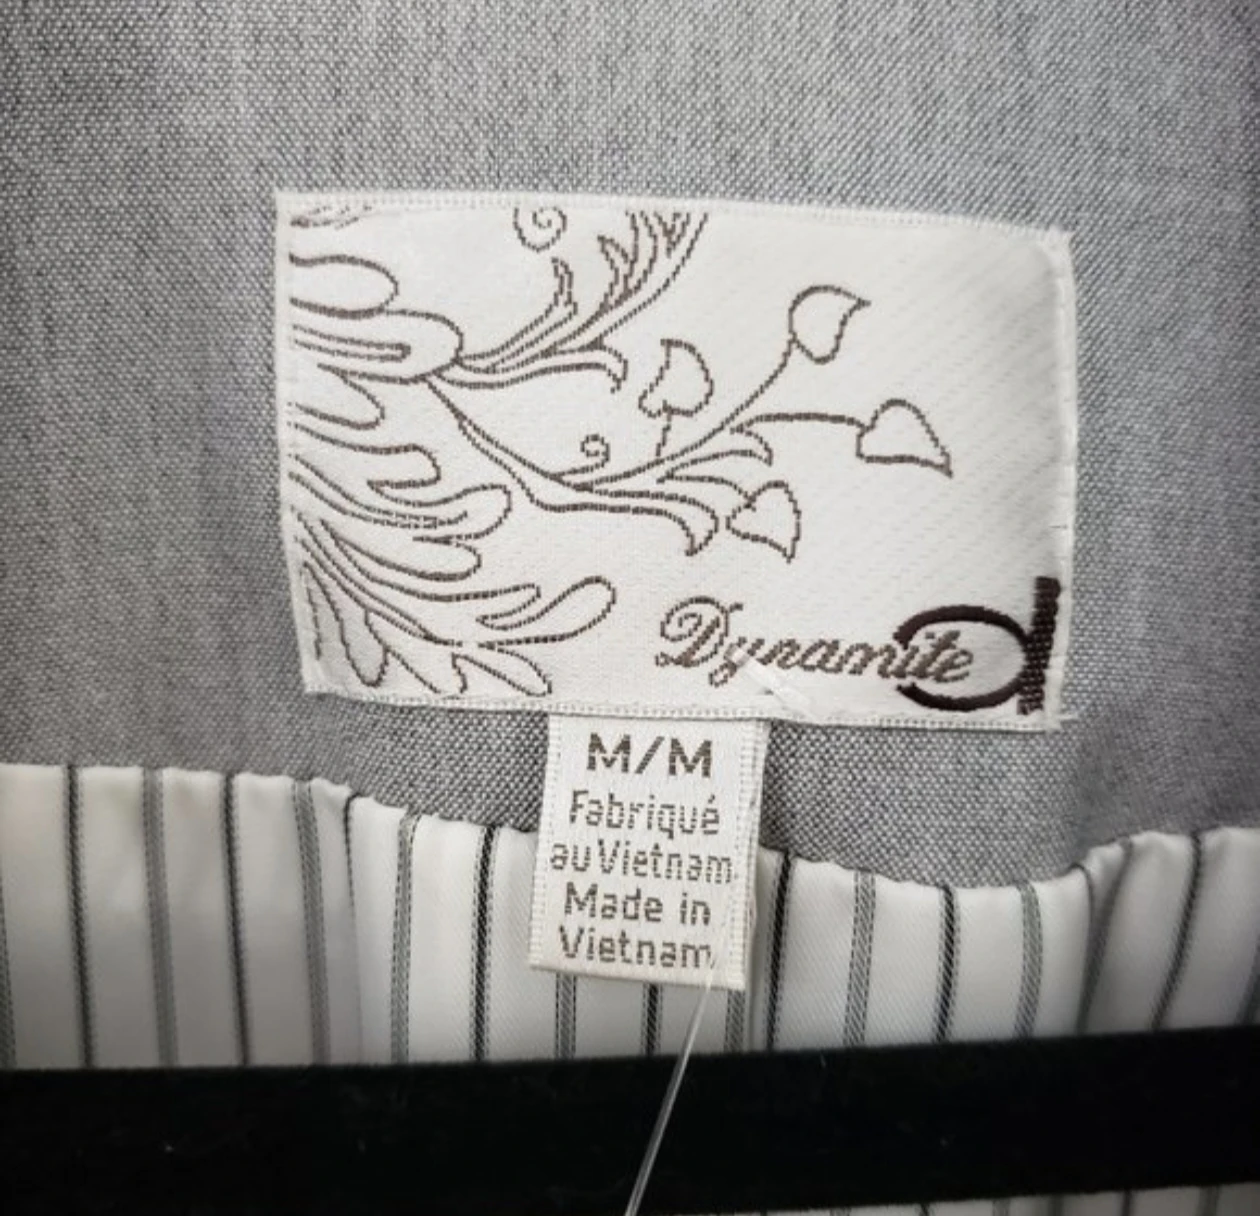 Dynamite
d
M/M
Fabriqué
au Vietnam
Made in
Vietnam